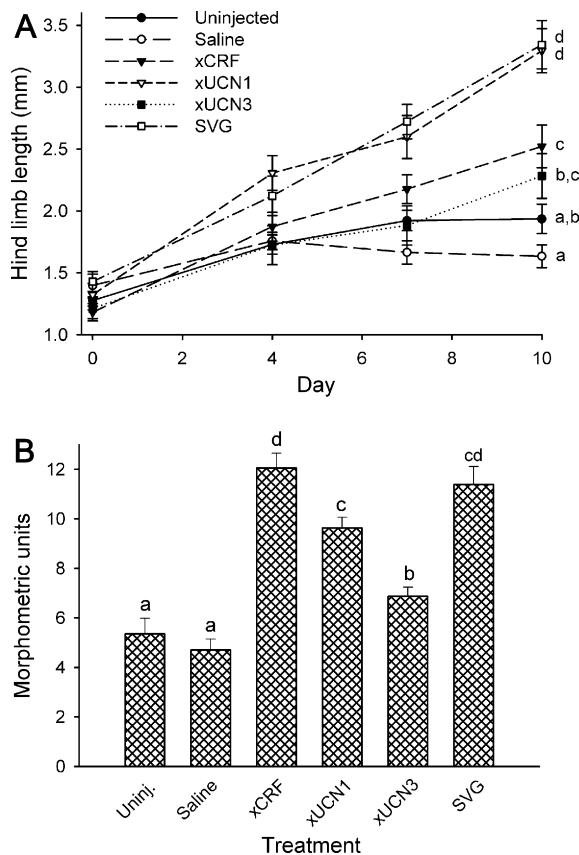 A
Uninjected
Saline
xCRF
xUCN1
xUCN3
SVG
Hind limb length (mm)
3.5
3.0
2.5
2.0
1.5
1.0
d
d
c
b,c
a,b
a
0 2 4 6 8 10
Day
B
Morphometric units
12
10
8
6
4
2
0
a a d c b cd
Uninj. Saline xCRF xUCN1 xUCN3 SVG
Treatment